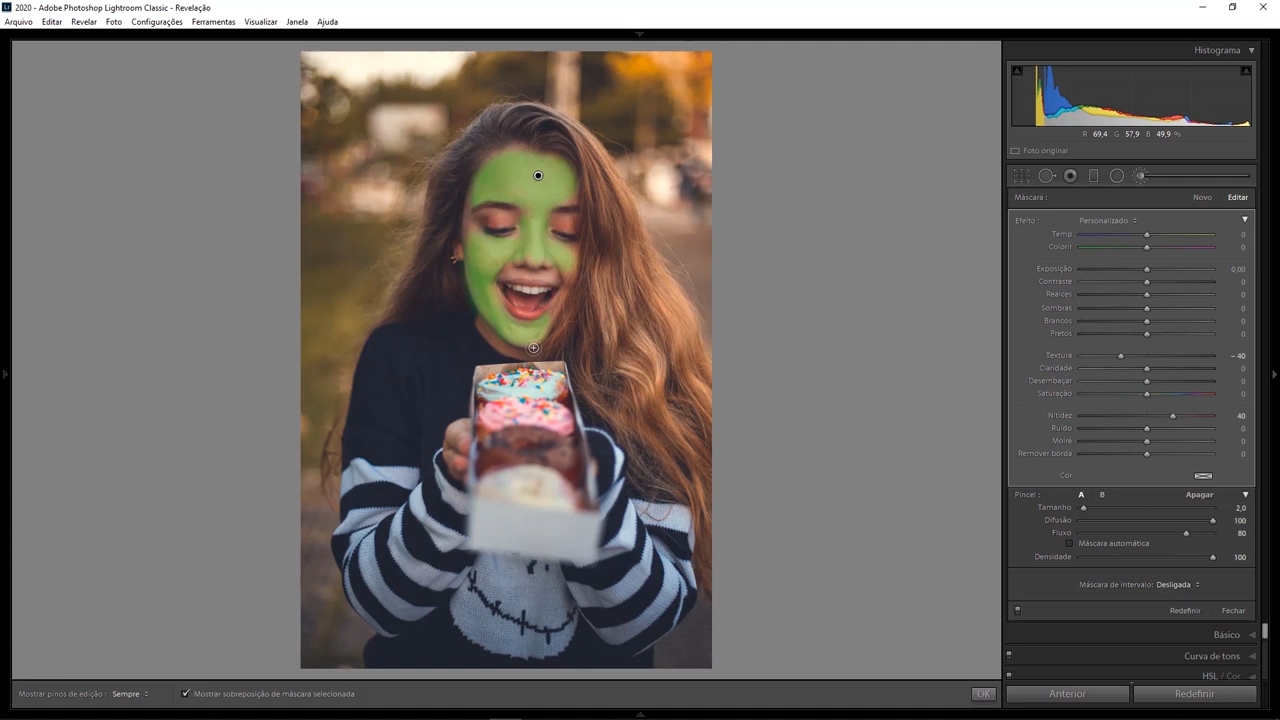 2020 - Adobe Photoshop Lightroom Classic - Revelação
Arquivo Editar Revelar Foto Configurações Ferramentas Visualizar Janela Ajuda
Histograma
R 69,4 G 57,9 B 49,9 %
Foto original
Máscara : Novo Editar
Efeito : Personalizado
Temp 0
Colorir 0
Exposição 0,00
Contraste 0
Realces 0
Sombras 0
Brancos 0
Pretos 0
Textura – 40
Claridade 0
Desembaçar 0
Saturação 0
Nitidez 40
Ruído 0
Moiré 0
Remover borda 0
Cor
Pincel : A B Apagar
Tamanho 2,0
Difusão 100
Fluxo 80
Máscara automática
Densidade 100
Máscara de intervalo: Desligada
Redefinir Fechar
Básico
Curva de tons
HSL / Cor
Mostrar pinos de edição : Sempre Mostrar sobreposição de máscara selecionada OK
Anterior Redefinir